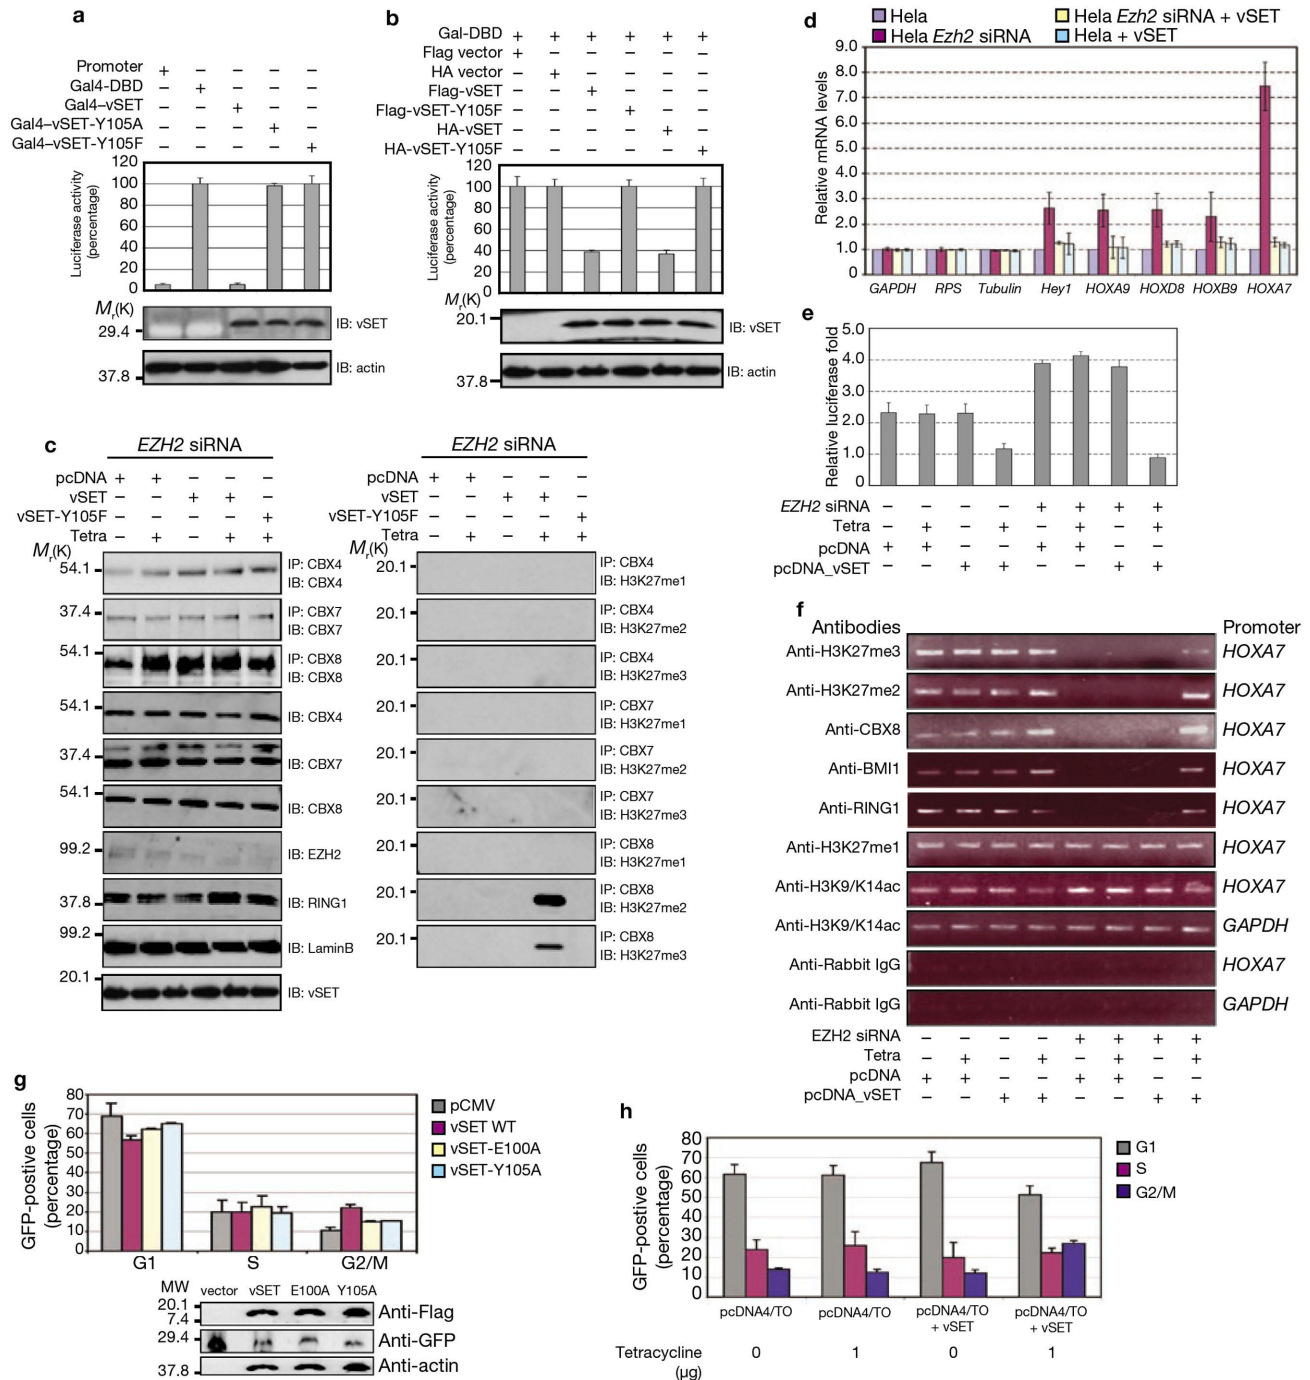 a
Promoter + – – – –
Gal4-DBD – + – – –
Gal4–vSET – – + – –
Gal4–vSET-Y105A – – – + –
Gal4–vSET-Y105F – – – – +
Luciferase activity
(percentage)
120
100
80
60
40
20
0
Mr(K)
29.4
IB: vSET
37.8
IB: actin
b
Gal-DBD + + + + + +
Flag vector + – – – – –
HA vector – + – – – –
Flag-vSET – – + – – –
Flag-vSET-Y105F – – – + – –
HA-vSET – – – – + –
HA-vSET-Y105F – – – – – +
Luciferase activity
(percentage)
120
100
80
60
40
20
0
Mr(K)
20.1
IB: vSET
37.8
IB: actin
c
EZH2 siRNA
pcDNA + + – – –
vSET – – + + –
vSET-Y105F – – – – +
Tetra – + – + +
Mr(K)
54.1
IP: CBX4
IB: CBX4
37.4
IP: CBX7
IB: CBX7
54.1
IP: CBX8
IB: CBX8
54.1
IB: CBX4
37.4
IB: CBX7
54.1
IB: CBX8
99.2
IB: EZH2
37.8
IB: RING1
99.2
IB: LaminB
20.1
IB: vSET
EZH2 siRNA
pcDNA + + – – –
vSET – – + + –
vSET-Y105F – – – – +
Tetra – + – + +
Mr(K)
20.1
IP: CBX4
IB: H3K27me1
20.1
IP: CBX4
IB: H3K27me2
20.1
IP: CBX4
IB: H3K27me3
20.1
IP: CBX7
IB: H3K27me1
20.1
IP: CBX7
IB: H3K27me2
20.1
IP: CBX7
IB: H3K27me3
20.1
IP: CBX8
IB: H3K27me1
20.1
IP: CBX8
IB: H3K27me2
20.1
IP: CBX8
IB: H3K27me3
d
Hela
Hela Ezh2 siRNA
Hela Ezh2 siRNA + vSET
Hela + vSET
Relative mRNA levels
9.0
8.0
7.0
6.0
5.0
4.0
3.0
2.0
1.0
0
GAPDH RPS Tubulin Hey1 HOXA9 HOXD8 HOXB9 HOXA7
e
Relative luciferase fold
5.0
4.0
3.0
2.0
1.0
0
EZH2 siRNA – – – – + + + +
Tetra – + – + – + – +
pcDNA + + – – + + – –
pcDNA_vSET – – + + – – + +
f
Antibodies
Promoter
Anti-H3K27me3 HOXA7
Anti-H3K27me2 HOXA7
Anti-CBX8 HOXA7
Anti-BMI1 HOXA7
Anti-RING1 HOXA7
Anti-H3K27me1 HOXA7
Anti-H3K9/K14ac HOXA7
Anti-H3K9/K14ac GAPDH
Anti-Rabbit IgG HOXA7
Anti-Rabbit IgG GAPDH
EZH2 siRNA – – – – + + + +
Tetra – + – + – + – +
pcDNA + + – – + + – –
pcDNA_vSET – – + + – – + +
g
GFP-postive cells
(percentage)
80
70
60
50
40
30
20
10
0
G1 S G2/M
pCMV
vSET WT
vSET-E100A
vSET-Y105A
MW vector vSET E100A Y105A
20.1
7.4
Anti-Flag
29.4
Anti-GFP
37.8
Anti-actin
h
GFP-postive cells
(percentage)
80
70
60
50
40
30
20
10
0
G1
S
G2/M
pcDNA4/TO pcDNA4/TO pcDNA4/TO + vSET pcDNA4/TO + vSET
Tetracycline 0 1 0 1
(µg)